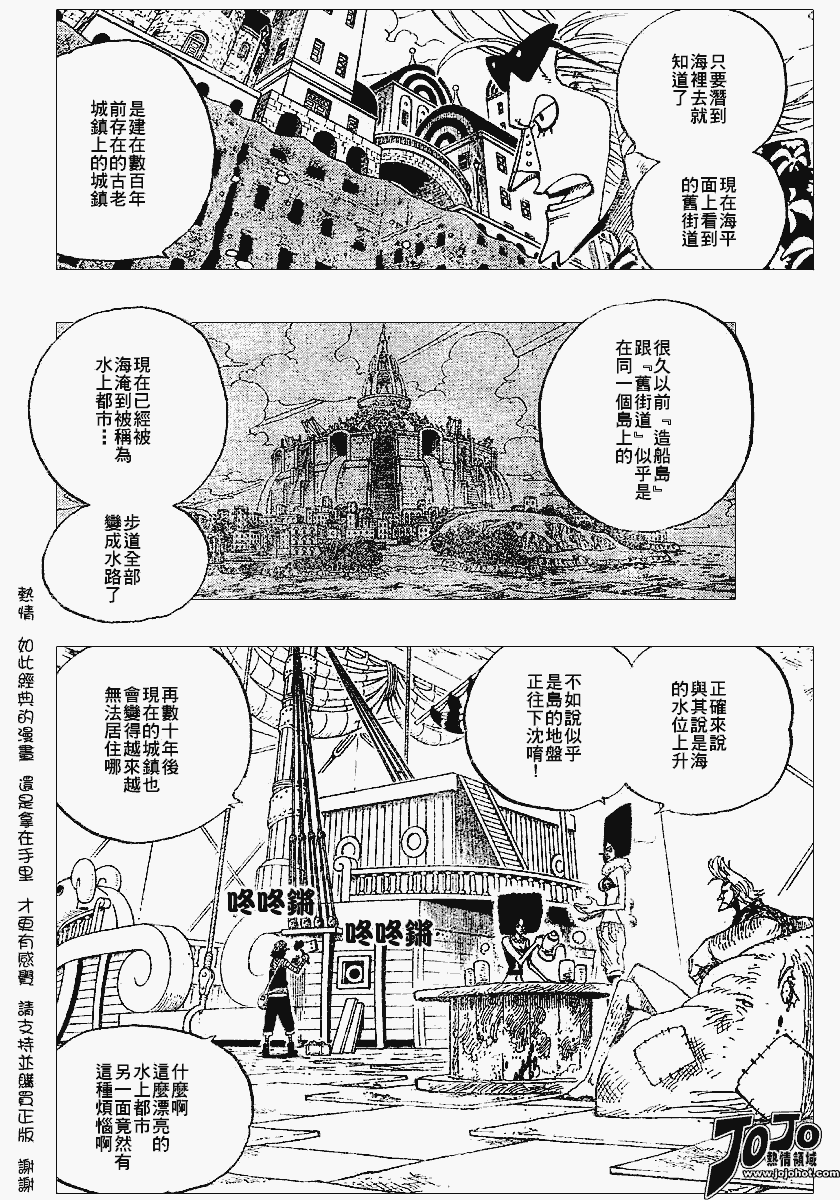 只要潛到
海裡去就
知道了
現在海平
面上看到
的舊街道
是建在數百年
前存在的古老
城鎮上的城鎮
很久以前『造船島』
跟『舊街道』似乎是
在同一個島上的
現在已經被
海淹到被稱為
水上都市…
步道全部
變成水路了
正確來說
與其說是海
的水位上升
不如說似乎
是島的地盤
正往下沈唷！
再數十年後
現在的城鎮也
會變得越來越
無法居住哪
咚咚鏘
咚咚鏘
什麼啊
這麼漂亮的
水上都市
另一面竟然有
這種煩惱啊
熱情 如此經典的漫畫 還是拿在手里 才更有感覺 請支持並購買正版 謝謝
JOJO
熱情領域
www.jojohot.com